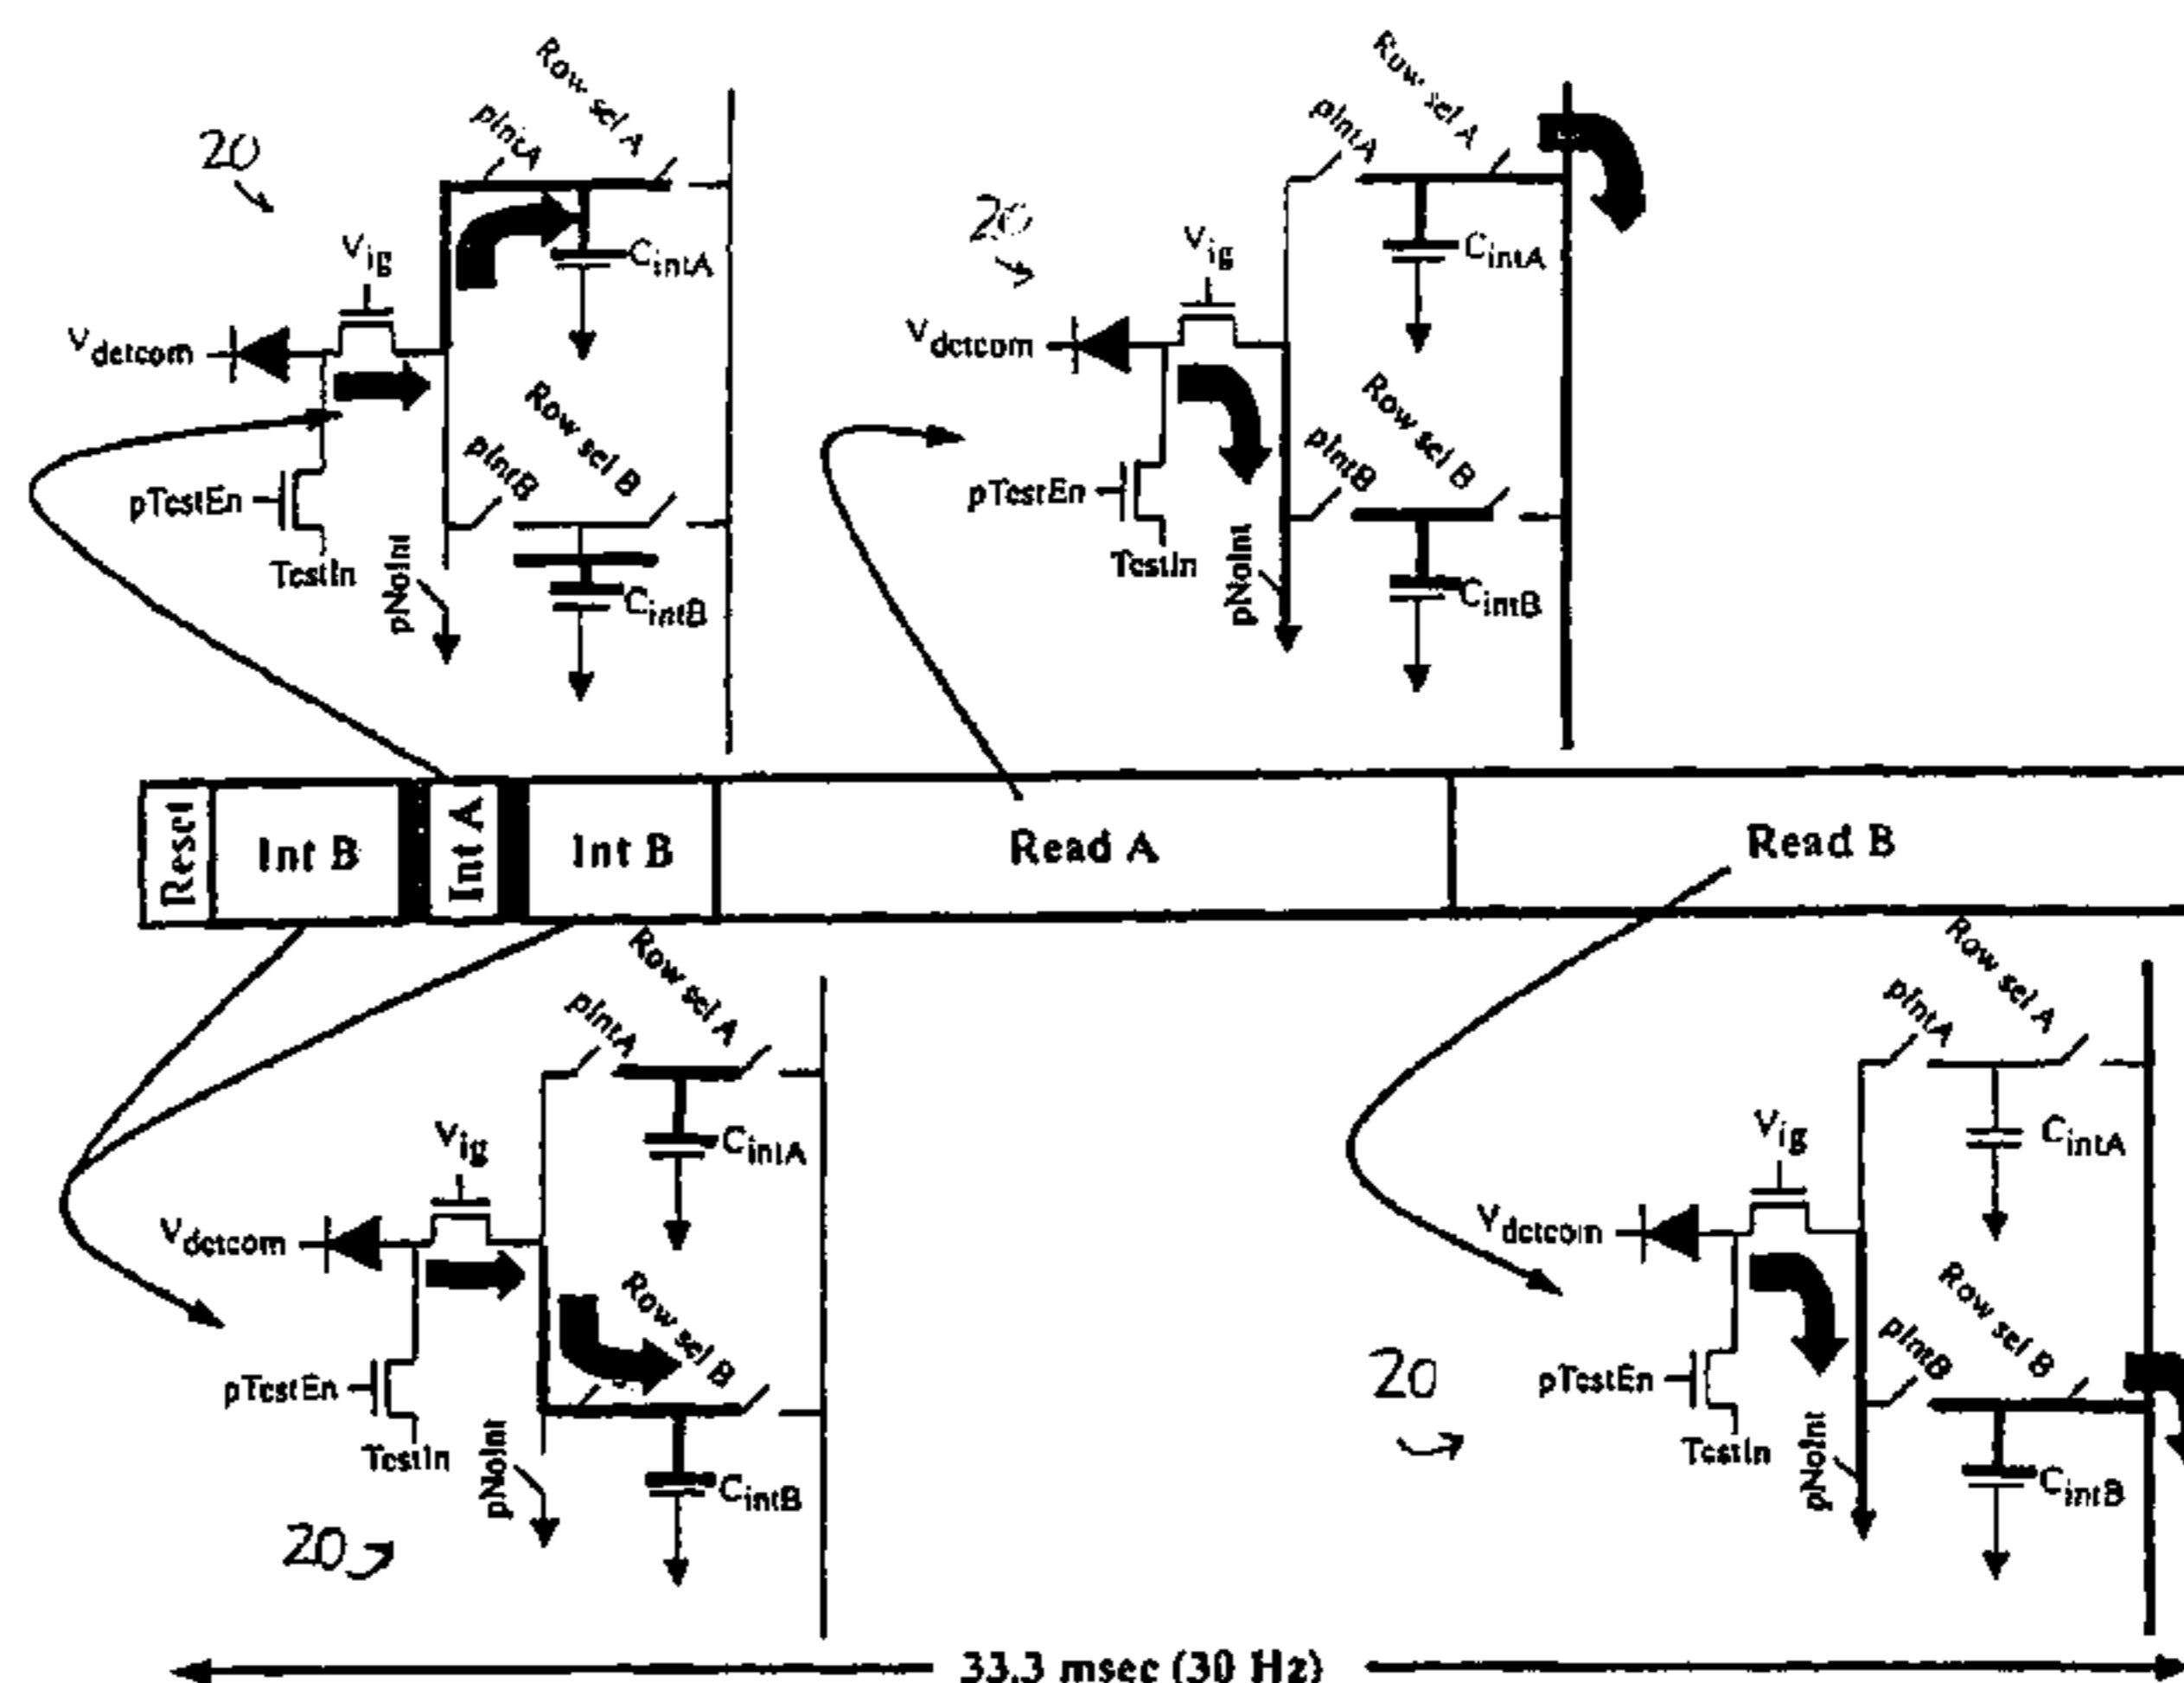 20
Row sel A
pIntA
Vig
CintA
Vdetcom
Row sel B
pIntB
pTestEn
TestIn
pNoInt
CintB
20
Row sel A
pIntA
Vig
CintA
Vdetcom
Row sel B
pIntB
pTestEn
TestIn
pNoInt
CintB
Reset
Int B
Int A
Int B
Read A
Read B
Row sel A
pIntA
Vig
CintA
Vdetcom
Row sel B
pTestEn
TestIn
pNoInt
CintB
20
Row sel A
pIntA
Vig
CintA
Vdetcom
Row sel B
pIntB
20
pTestEn
TestIn
pNoInt
CintB
33.3 msec (30 Hz)